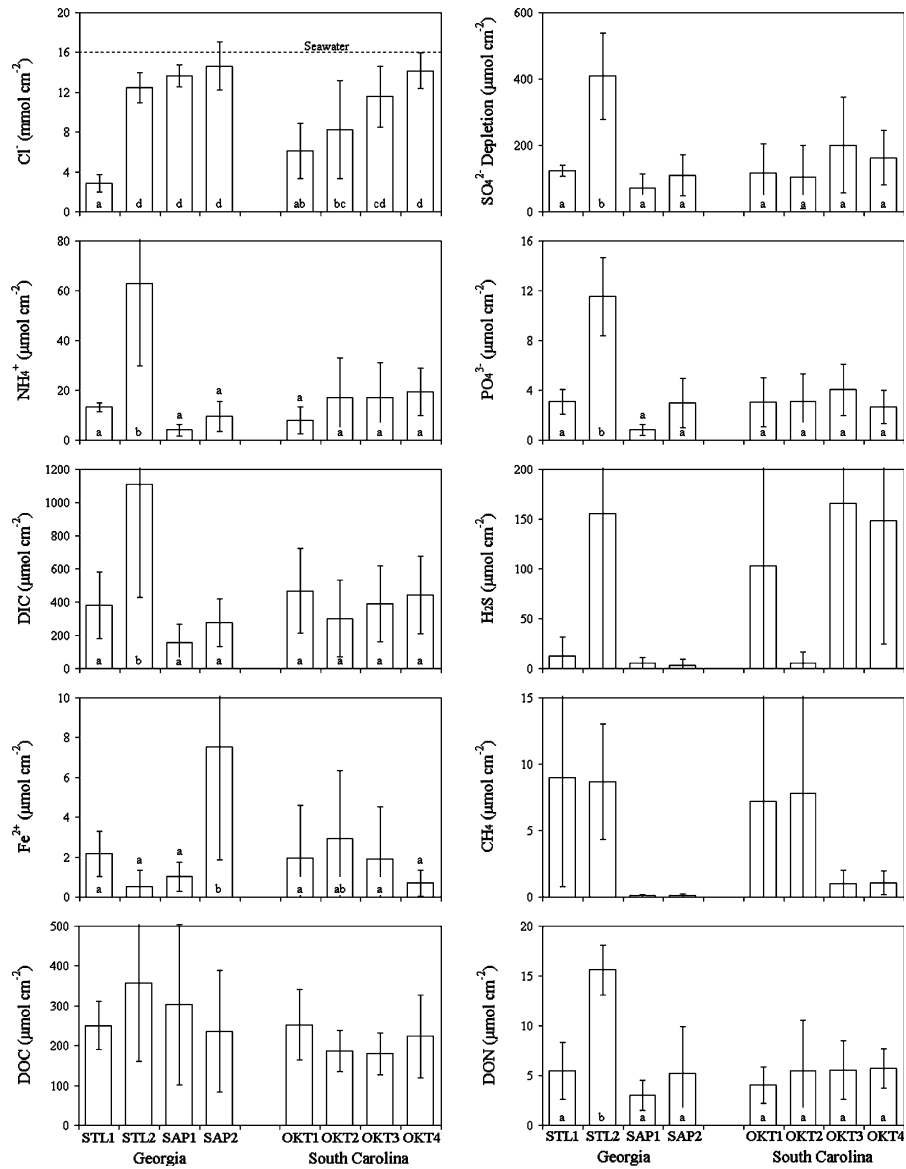 20
16
12
8
4
0
Cl⁻ (mmol cm⁻²)
Seawater
a d d d ab bc cd d
600
400
200
0
SO₄²⁻ Depletion (µmol cm⁻²)
a b a a a a a a
80
60
40
20
0
NH₄⁺ (µmol cm⁻²)
a a a
a b a a a
16
12
8
4
0
PO₄³⁻ (µmol cm⁻²)
a
a b a a a a a
1200
1000
800
600
400
200
0
DIC (µmol cm⁻²)
a b a a a a a a
200
150
100
50
0
H₂S (µmol cm⁻²)
10
8
6
4
2
0
Fe²⁺ (µmol cm⁻²)
a a a
a b a ab a
15
10
5
0
CH₄ (µmol cm⁻²)
500
400
300
200
100
0
DOC (µmol cm⁻²)
STL1 STL2 SAP1 SAP2 OKT1 OKT2 OKT3 OKT4
Georgia South Carolina
20
15
10
5
0
DON (µmol cm⁻²)
a b a a a a a a
STL1 STL2 SAP1 SAP2 OKT1 OKT2 OKT3 OKT4
Georgia South Carolina